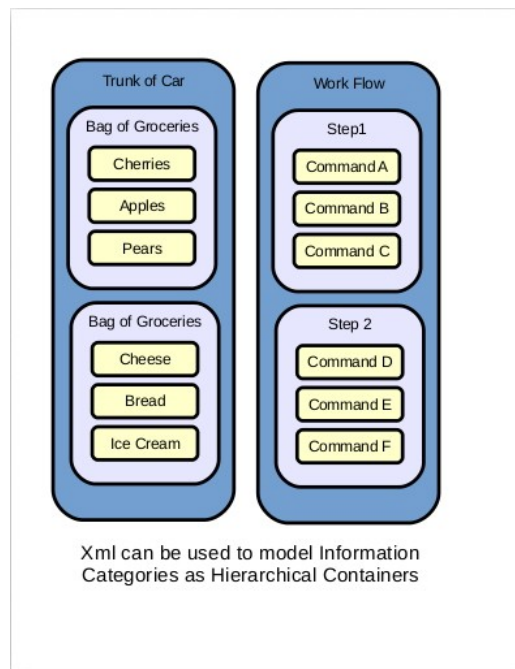 Trunk of Car
Bag of Groceries
Cherries
Apples
Pears
Bag of Groceries
Cheese
Bread
Ice Cream
Work Flow
Step1
Command A
Command B
Command C
Step 2
Command D
Command E
Command F
Xml can be used to model Information
Categories as Hierarchical Containers